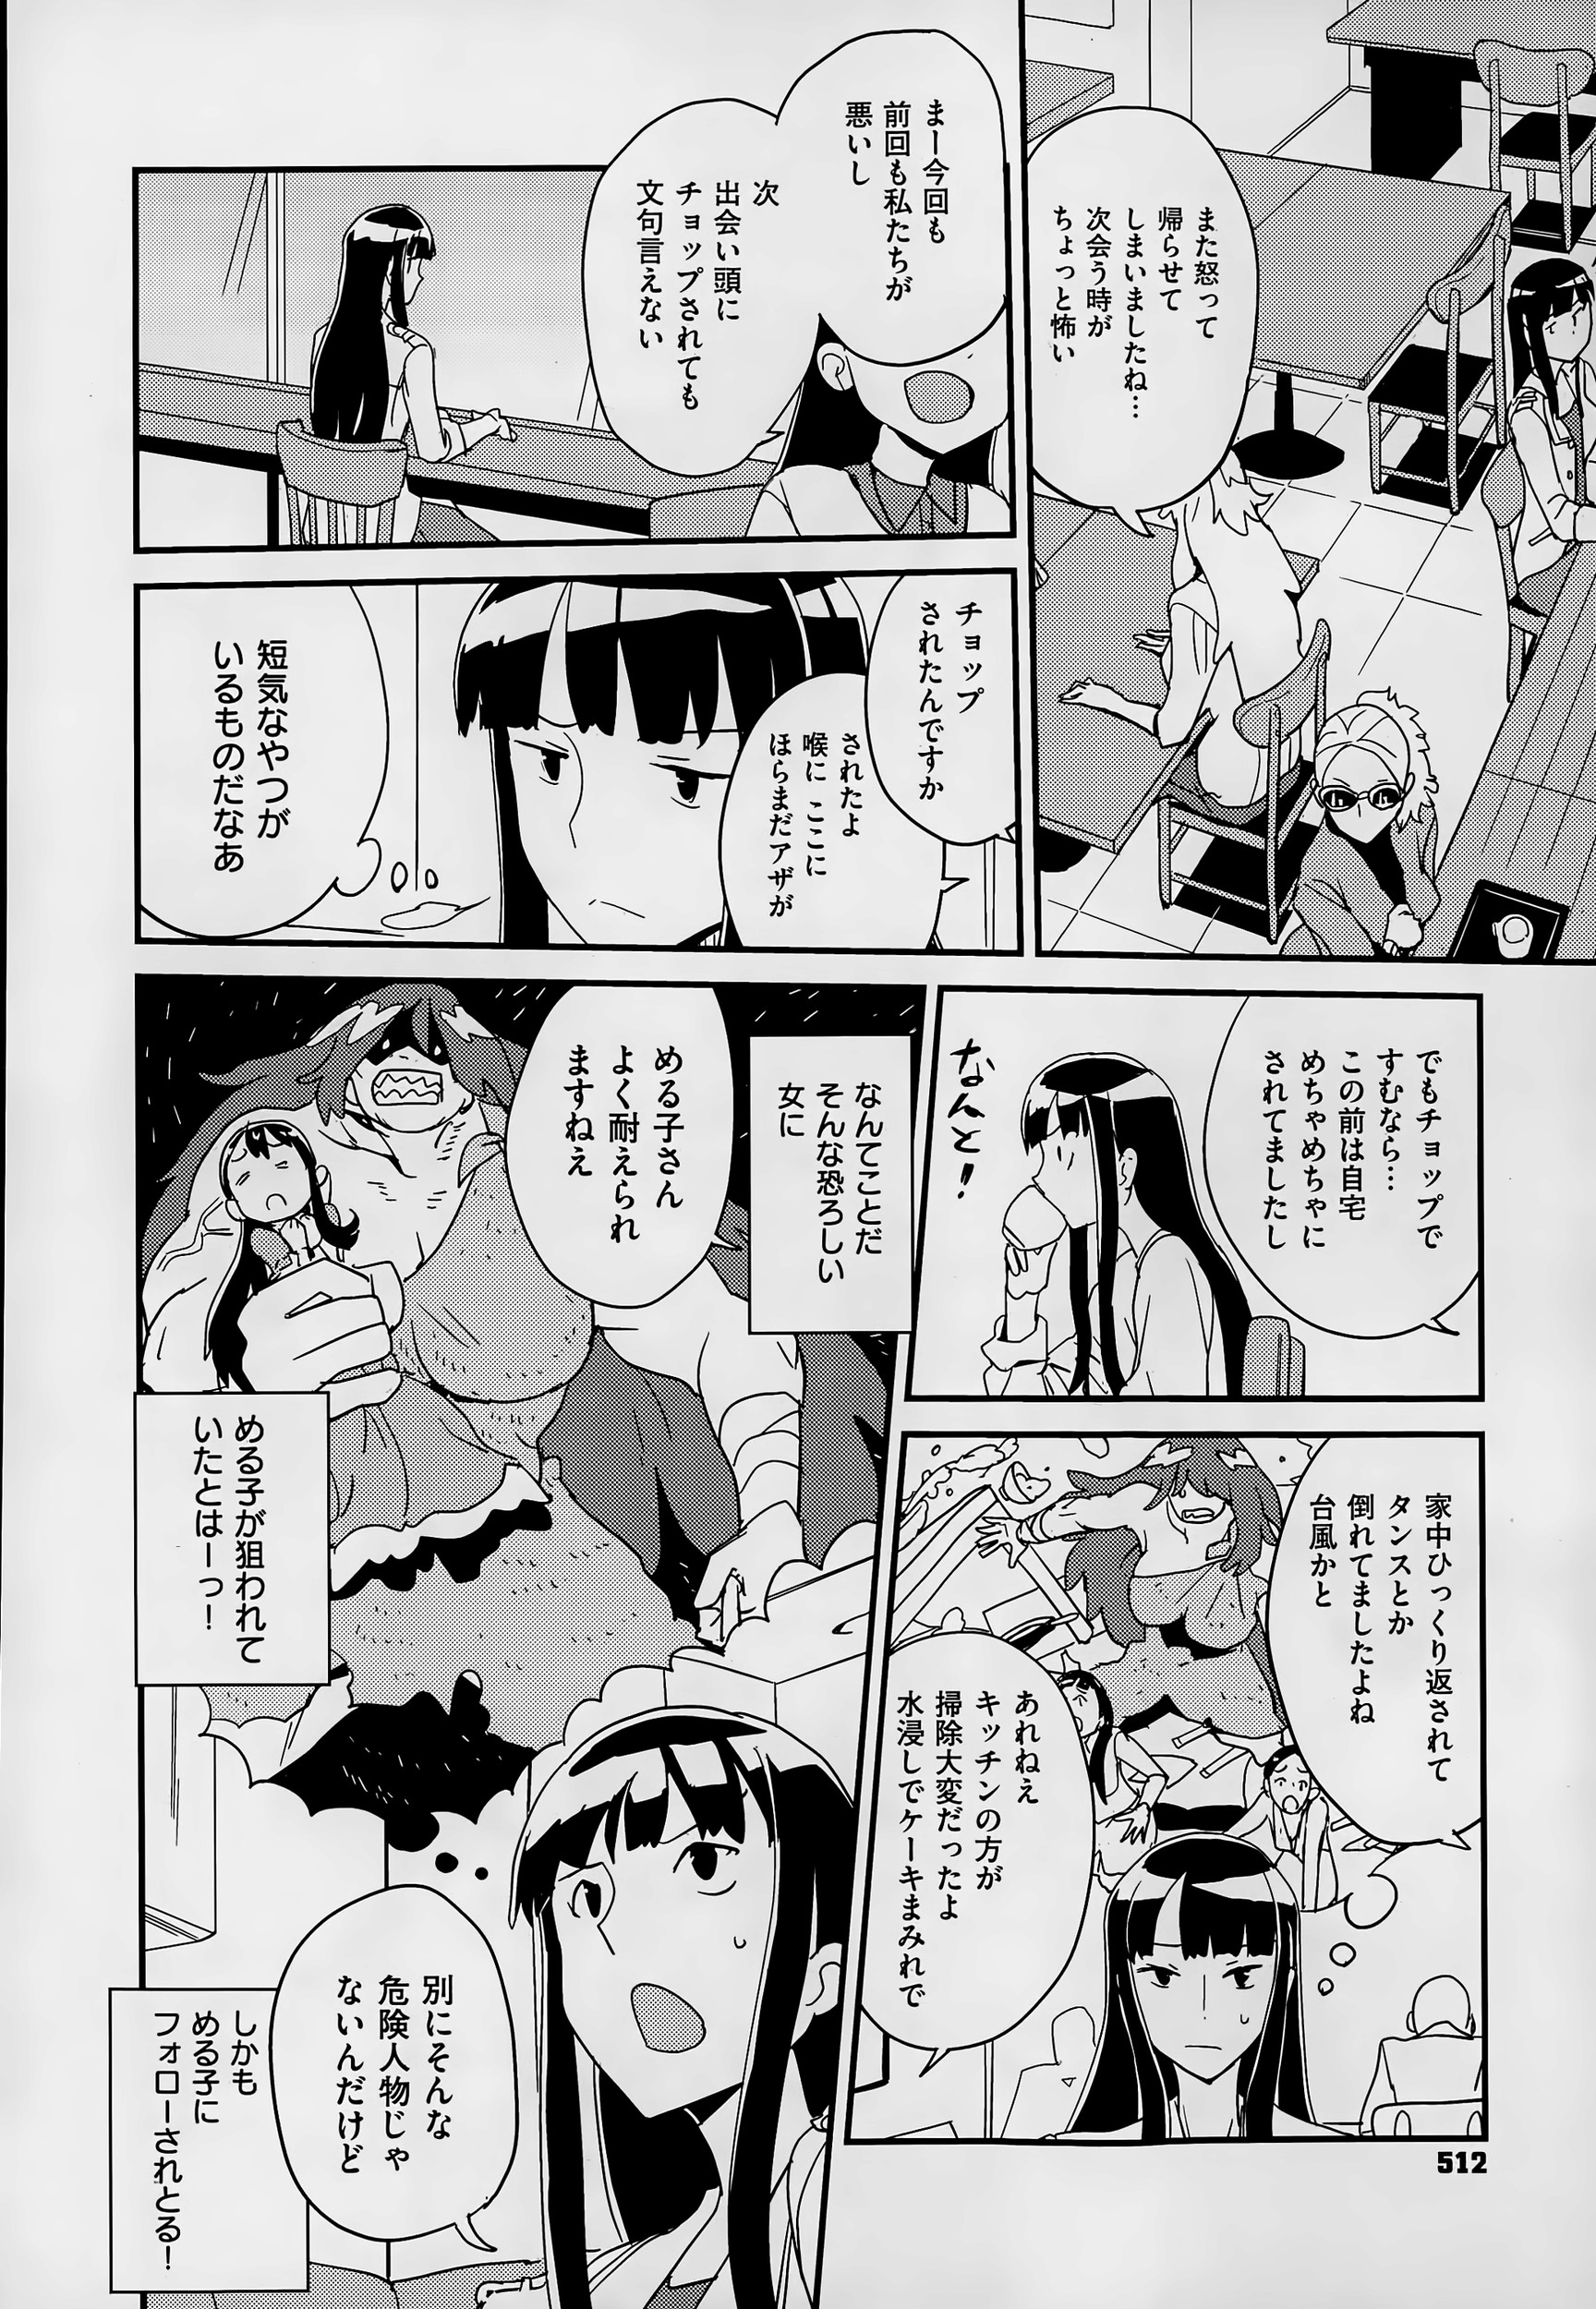 また怒って
帰らせて
しまいましたね…
次会う時が
ちょっと怖い
まー今回も
前回も私たちが
悪いし
次
出会い頭に
チョップされても
文句言えない
チョップ
されたんですか
されたよ
喉に ここに
ほらまだアザが
短気なやつが
いるものだなあ
でもチョップで
すむなら…
この前は自宅
めちゃめちゃに
されてましたし
なんと!
家中ひっくり返されて
タンスとか
倒れてましたよね
台風かと
あれねえ
キッチンの方が
掃除大変だったよ
水浸しでケーキまみれで
なんてことだ
そんな恐ろしい
女に
める子さん
よく耐えられ
ますねえ
める子が狙われて
いたとはーっ!
別にそんな
危険人物じゃ
ないんだけど
しかも
める子に
フォローされとる!
512